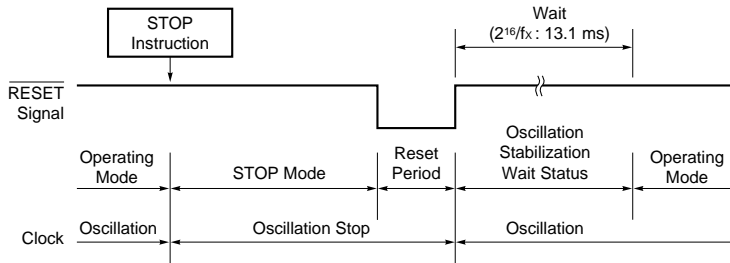 STOP
Instruction
Wait
(2¹⁶/fx : 13.1 ms)
RESET
Signal
Operating
Mode
STOP Mode
Reset
Period
Oscillation
Stabilization
Wait Status
Operating
Mode
Clock
Oscillation
Oscillation Stop
Oscillation